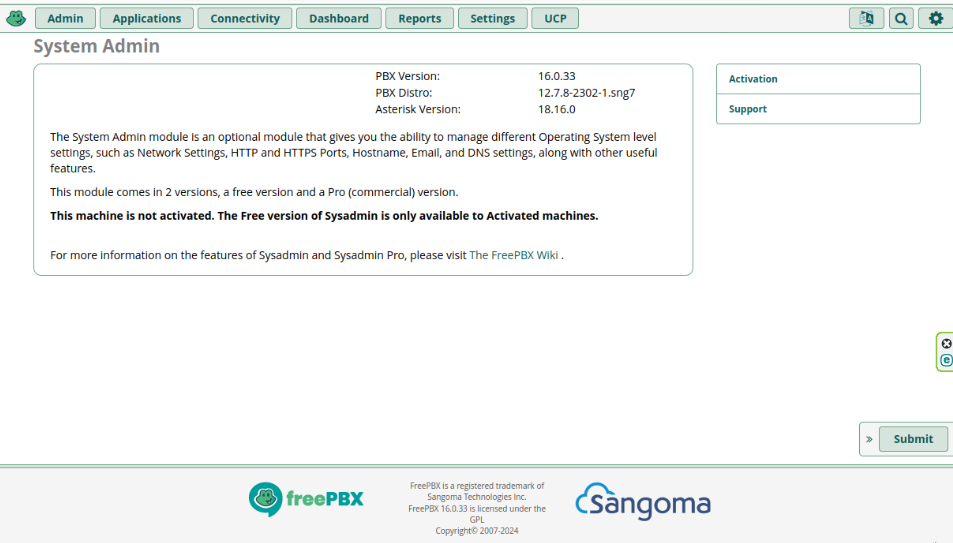 Admin
Applications
Connectivity
Dashboard
Reports
Settings
UCP
System Admin
PBX Version: 16.0.33
PBX Distro: 12.7.8-2302-1.sng7
Asterisk Version: 18.16.0
The System Admin module is an optional module that gives you the ability to manage different Operating System level
settings, such as Network Settings, HTTP and HTTPS Ports, Hostname, Email, and DNS settings, along with other useful
features.
This module comes in 2 versions, a free version and a Pro (commercial) version.
This machine is not activated. The Free version of Sysadmin is only available to Activated machines.
For more information on the features of Sysadmin and Sysadmin Pro, please visit The FreePBX Wiki .
Activation
Support
e
» Submit
freePBX
FreePBX is a registered trademark of
Sangoma Technologies Inc.
FreePBX 16.0.33 is licensed under the
GPL
Copyright© 2007-2024
Sangoma